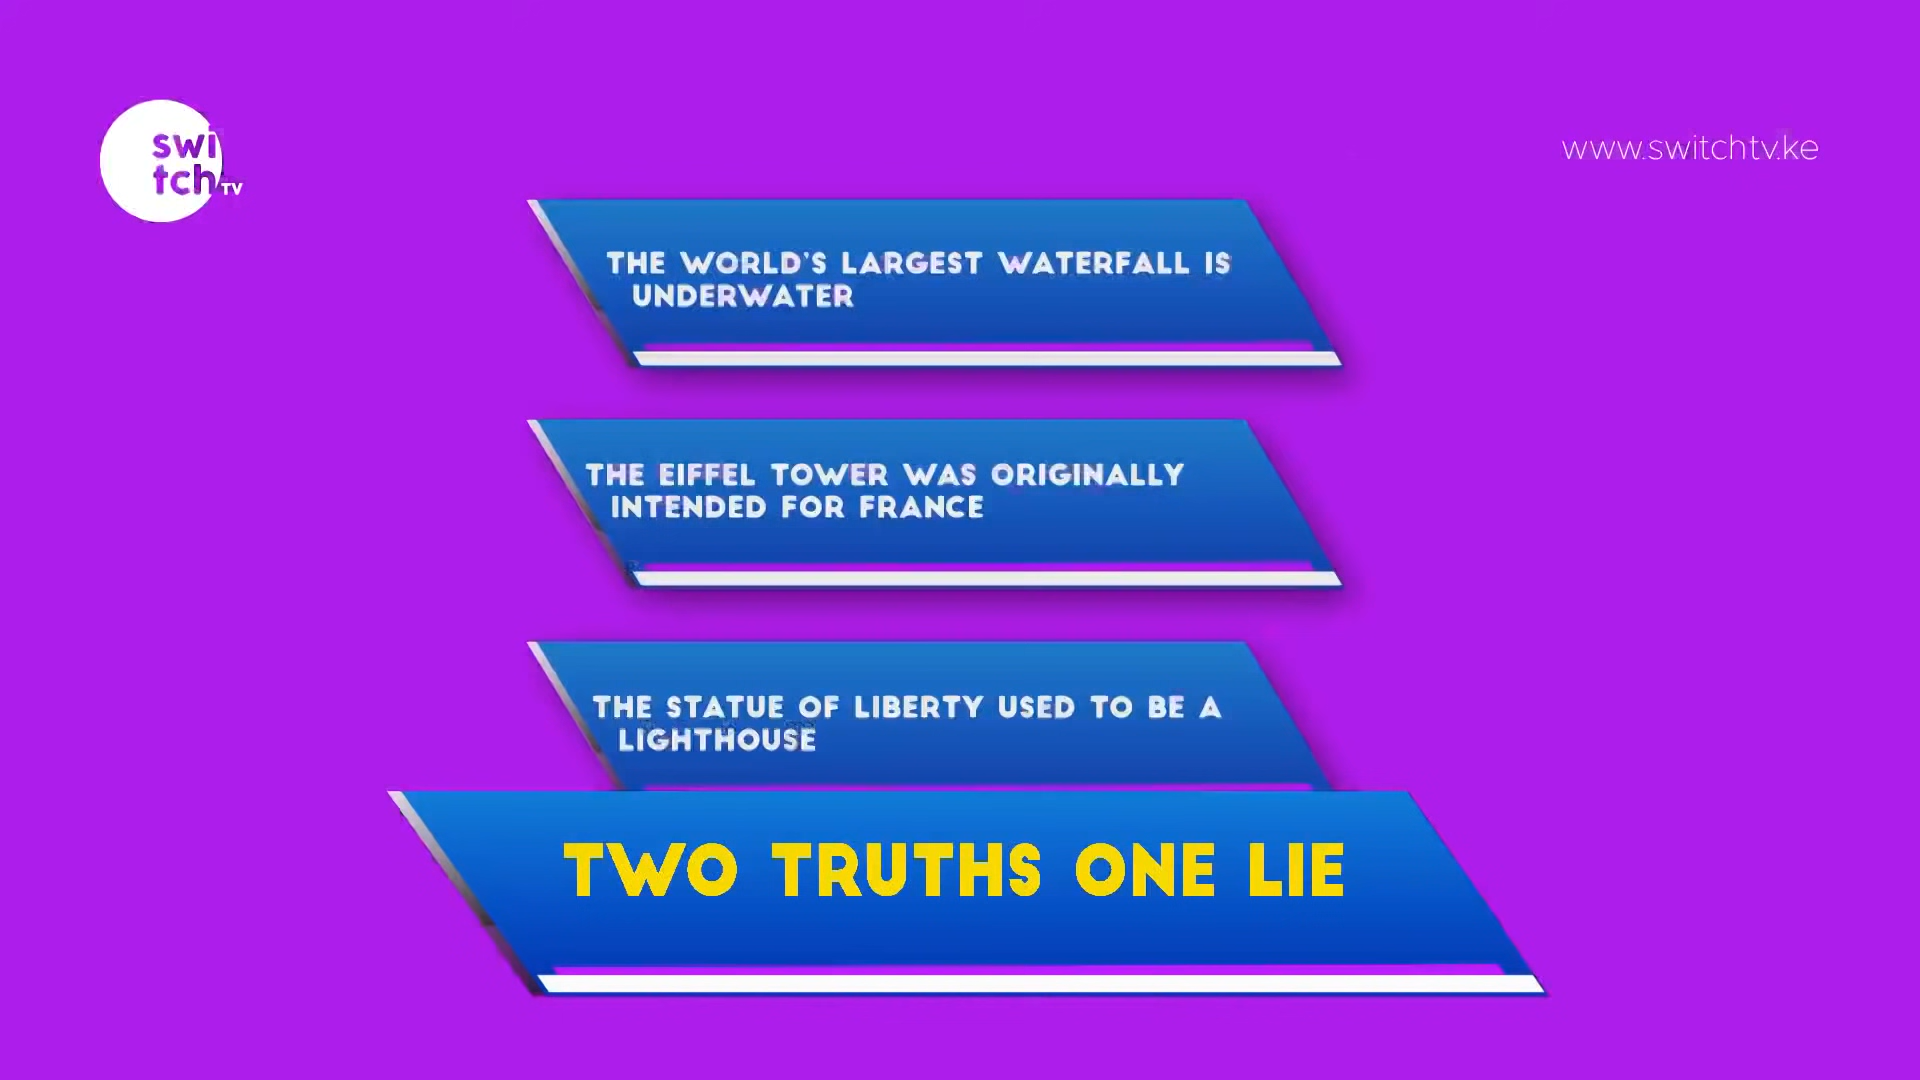 swi
tch TV
www.switchtv.ke
THE WORLD'S LARGEST WATERFALL IS
UNDERWATER
THE EIFFEL TOWER WAS ORIGINALLY
INTENDED FOR FRANCE
THE STATUE OF LIBERTY USED TO BE A
LIGHTHOUSE
TWO TRUTHS ONE LIE